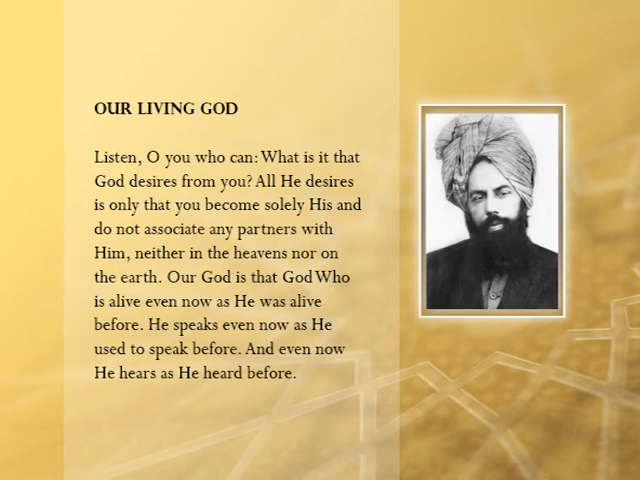 OUR LIVING GOD
Listen, O you who can: What is it that
God desires from you? All He desires
is only that you become solely His and
do not associate any partners with
Him, neither in the heavens nor on
the earth. Our God is that God Who
is alive even now as He was alive
before. He speaks even now as He
used to speak before. And even now
He hears as He heard before.